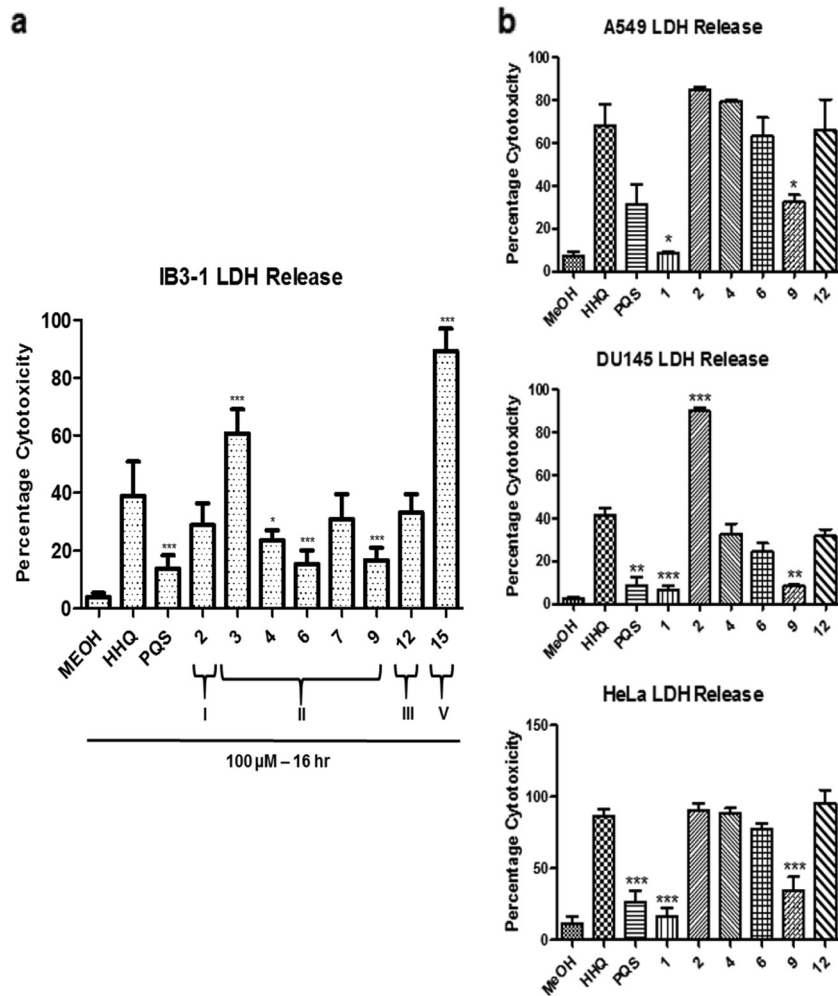 a
IB3-1 LDH Release
Percentage Cytotoxicity
100
80
60
40
20
0
***
***
*
***
***
***
MEOH
HHQ
PQS
2
3
4
6
7
9
12
15
I
II
III
V
100 µM – 16 hr
b
A549 LDH Release
Percentage Cytotoxicity
100
80
60
40
20
0
*
*
MeOH
HHQ
PQS
1
2
4
6
9
12
DU145 LDH Release
Percentage Cytotoxicity
100
80
60
40
20
0
**
***
***
**
MeOH
HHQ
PQS
1
2
4
6
9
12
HeLa LDH Release
Percentage Cytotoxicity
150
100
50
0
***
***
***
MeOH
HHQ
PQS
1
2
4
6
9
12